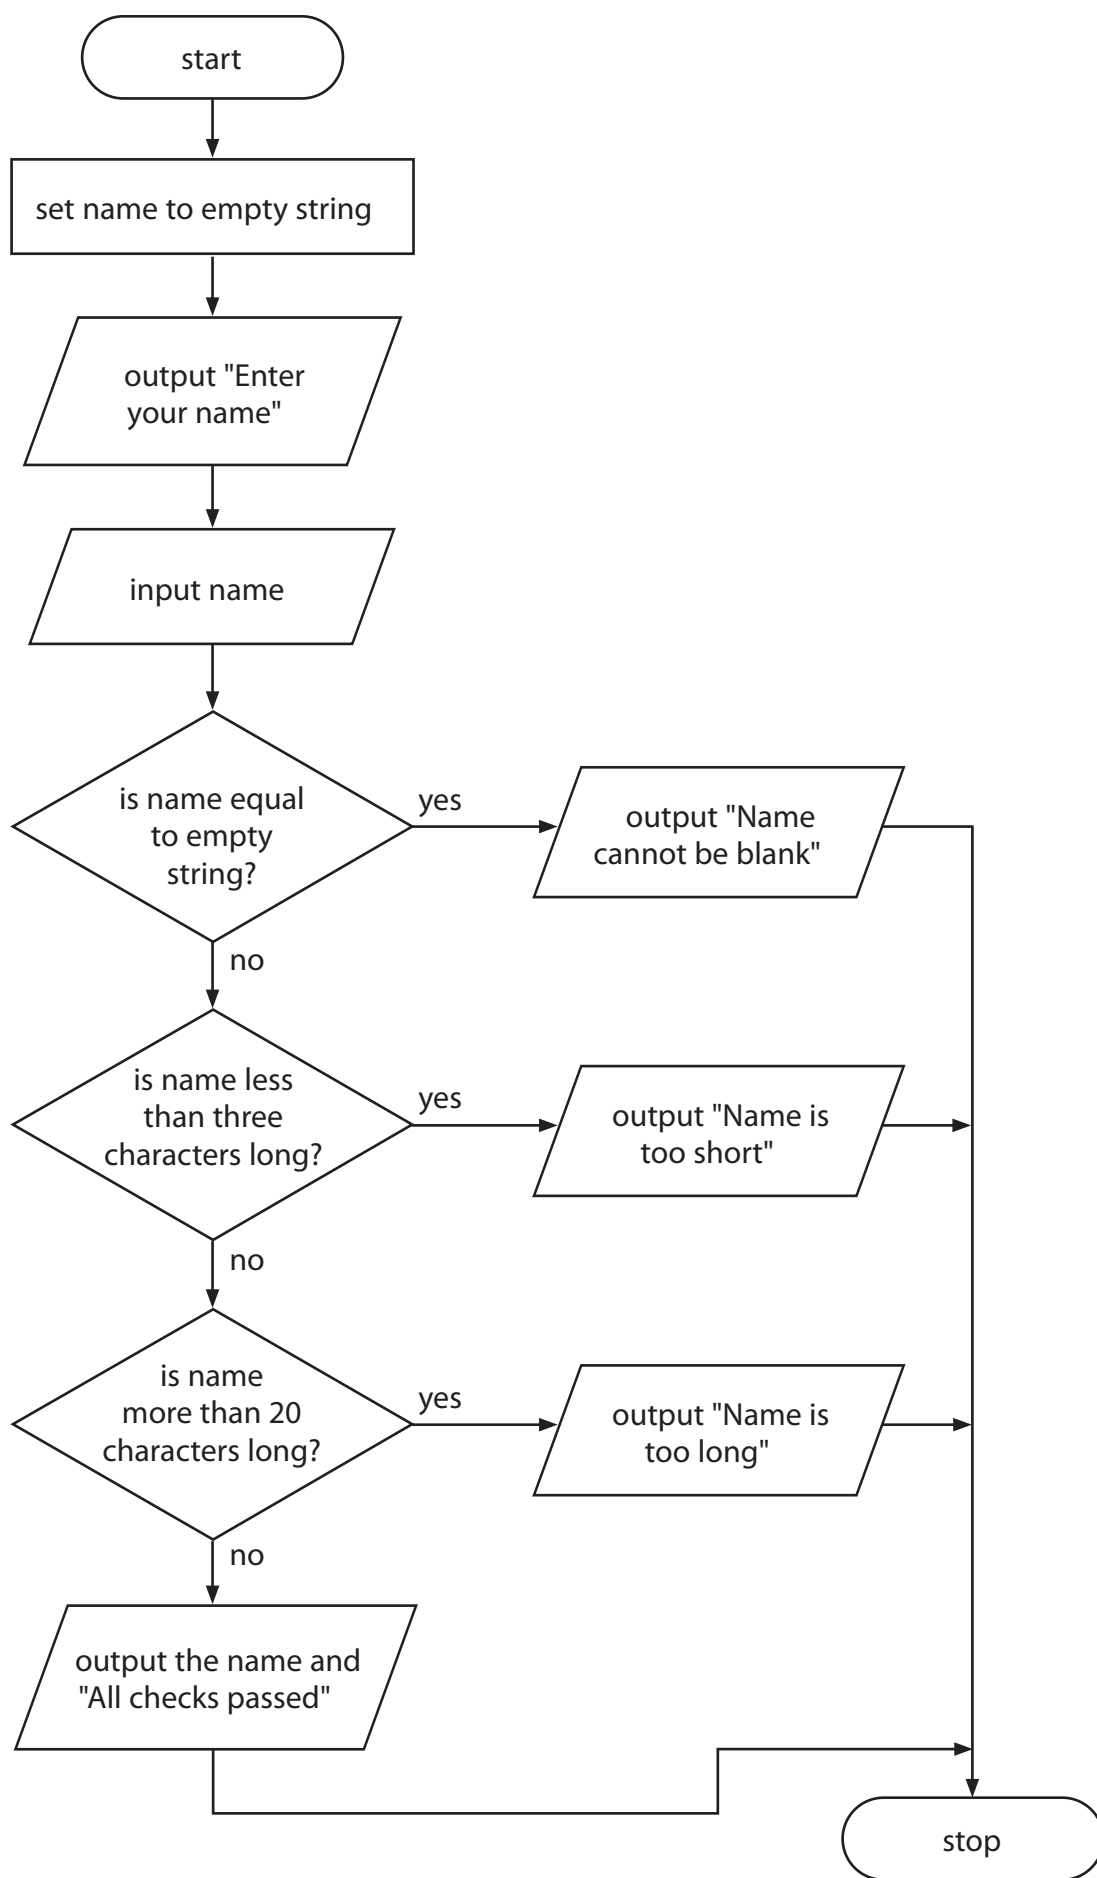 start
set name to empty string
output "Enter
your name"
input name
is name equal
to empty
string?
yes
output "Name
cannot be blank"
no
is name less
than three
characters long?
yes
output "Name is
too short"
no
is name
more than 20
characters long?
yes
output "Name is
too long"
no
output the name and
"All checks passed"
stop